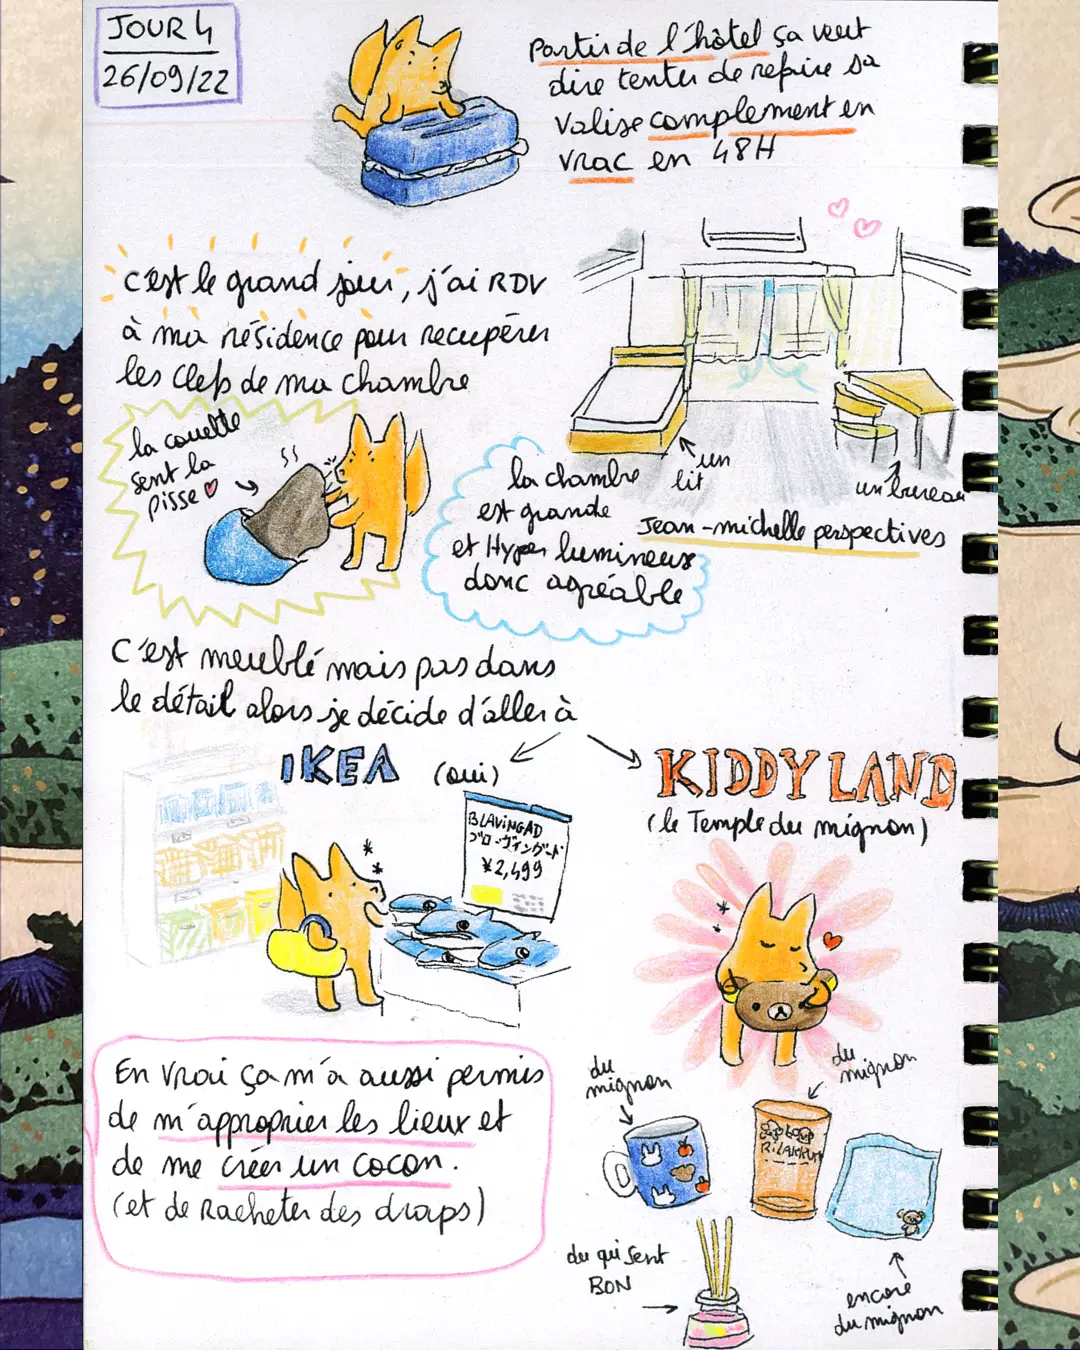 JOUR 4
26/09/22
Partir de l'hôtel ça veut
dire tenter de refaire sa
valise complement en
vrac en 48H
c'est le grand jour, j'ai RDV
à ma résidence pour recupérer
les clefs de ma chambre
la couette
sent la
pisse ♡
la chambre
est grande
et Hyper lumineux
donc agréable
un
lit
un bureau
Jean-michelle perspectives
C'est meublé mais pas dans
le détail alors je décide d'aller à
IKEA (oui)
BLAVINGAD
ブローヴィンガード
¥2,499
KIDDY LAND
(le Temple du mignon)
En vrai ça m'a aussi permis
de m'approprier les lieux et
de me créer un cocon.
(et de racheter des draps)
du
mignon
du
mignon
RILAKKUMA
du qui sent
BON
encore
du mignon